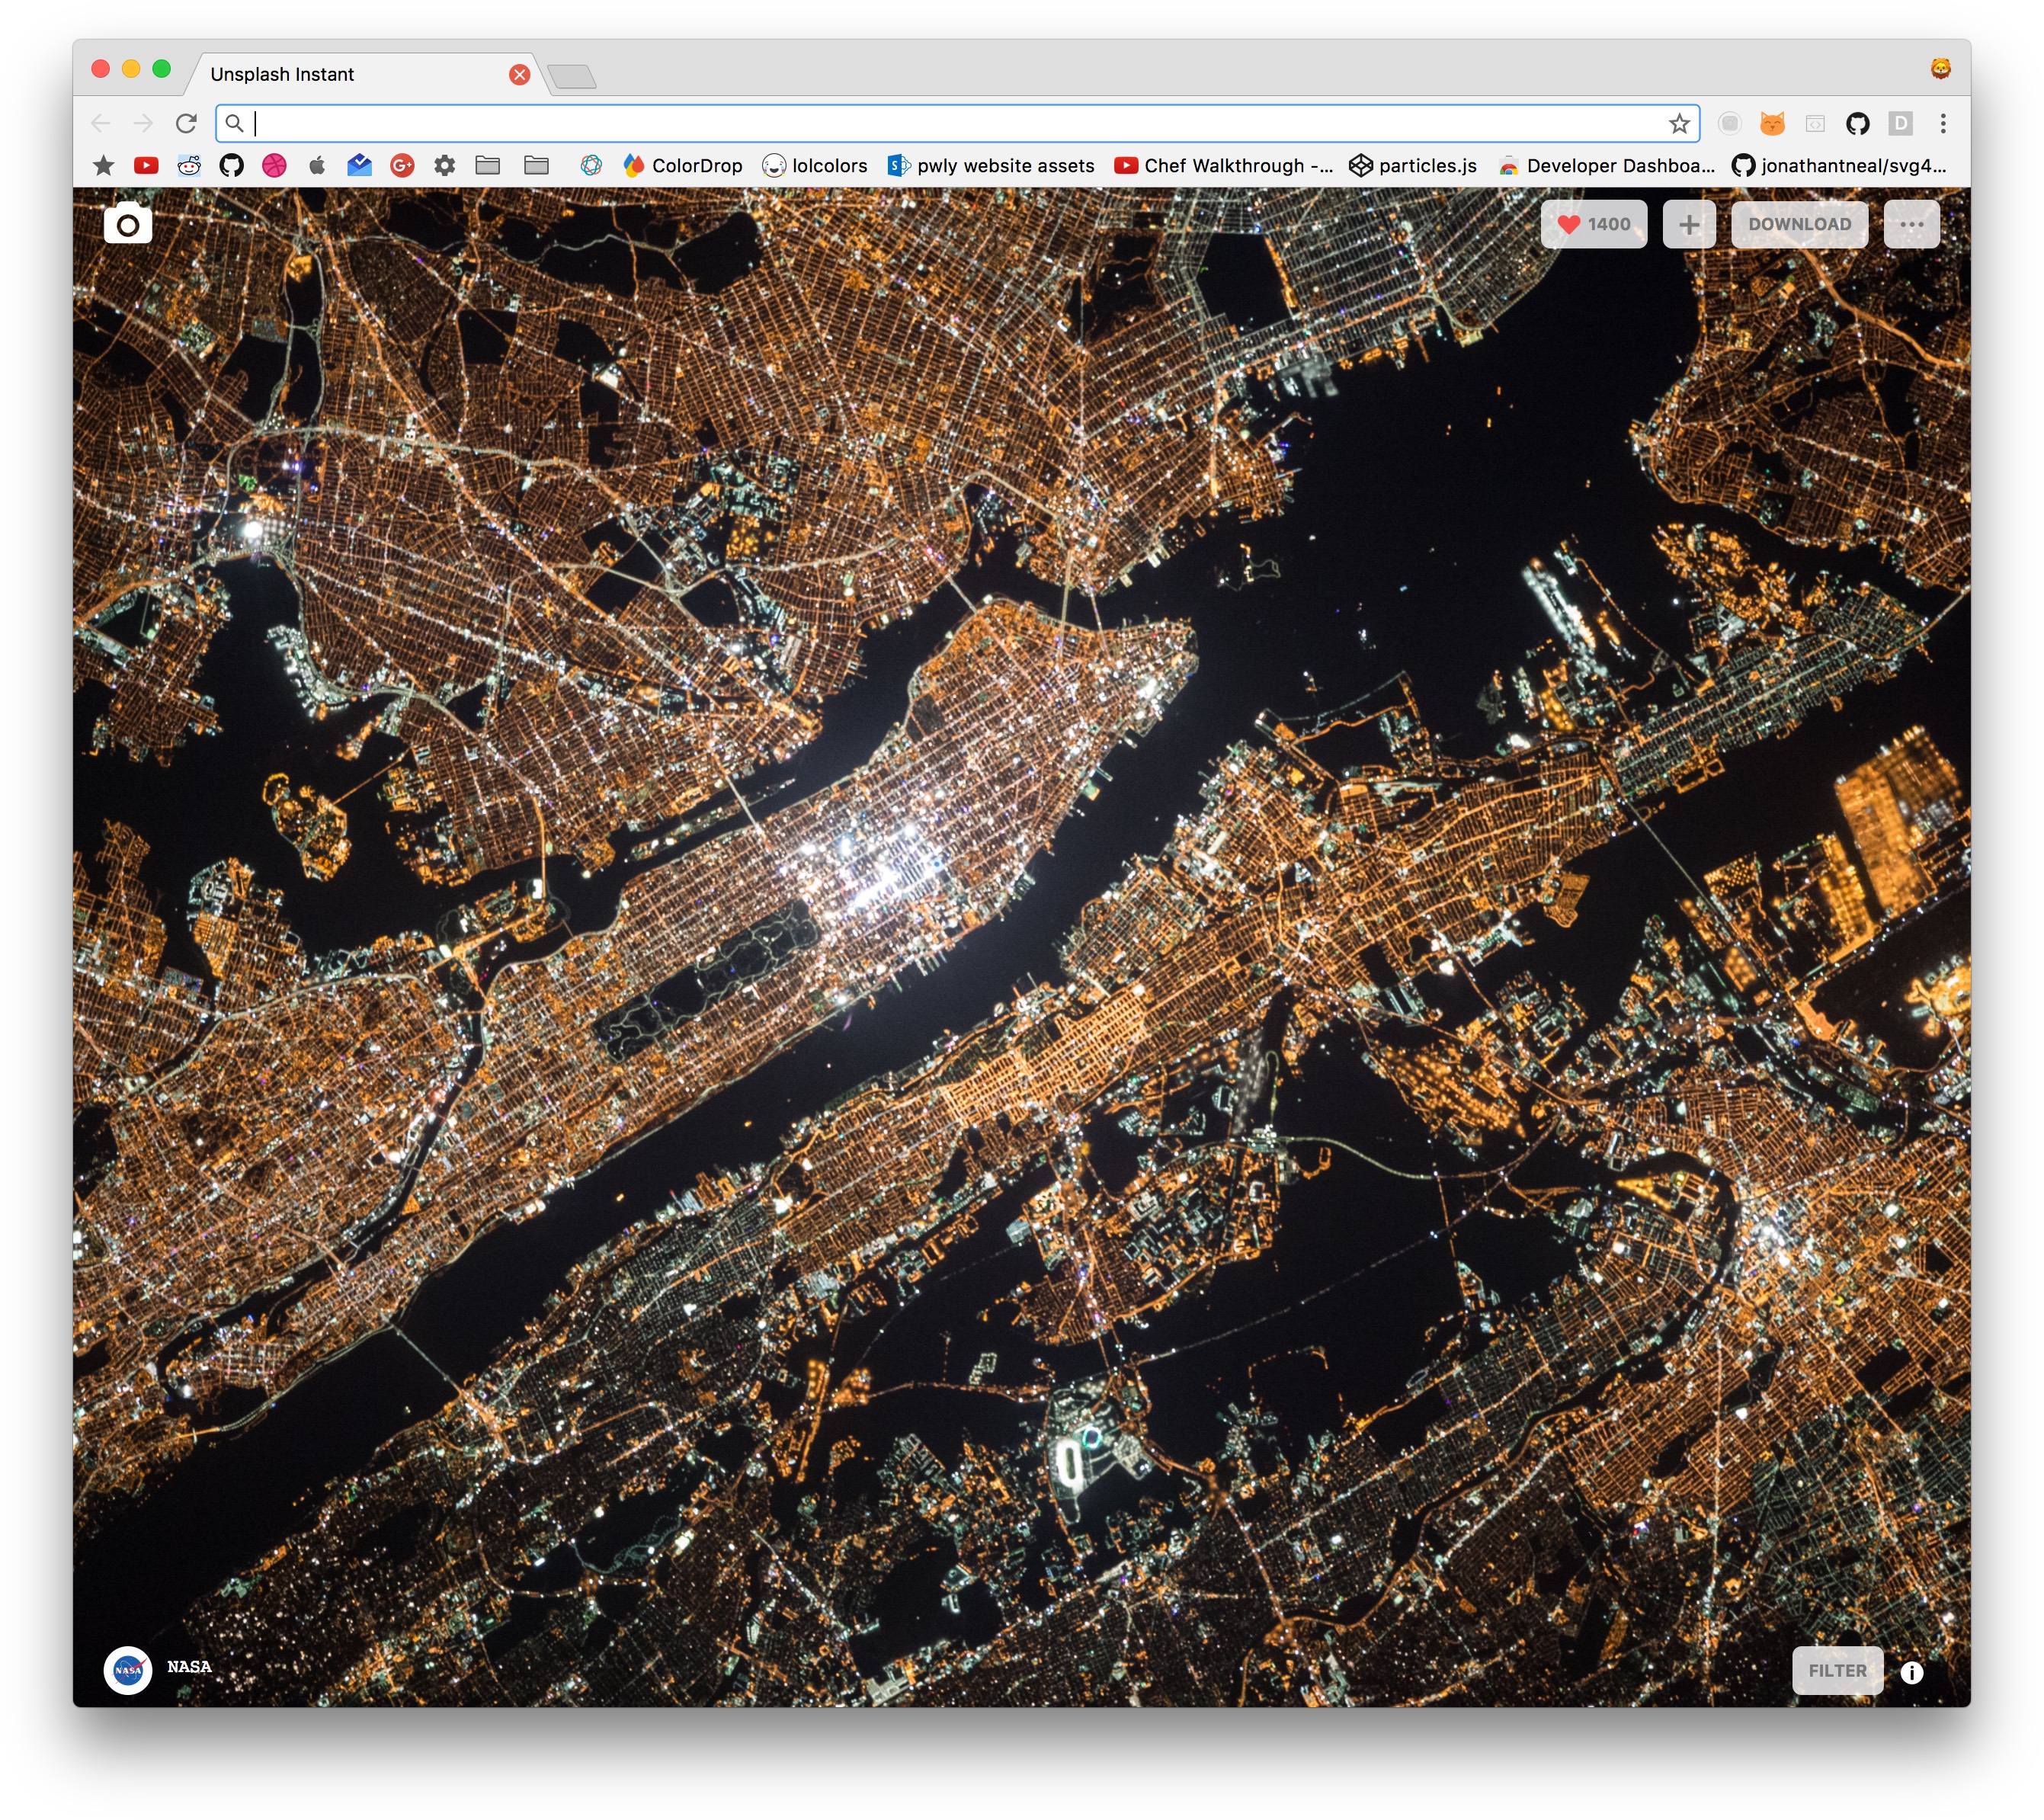 Unsplash Instant
ColorDrop lolcolors pwly website assets Chef Walkthrough -... particles.js Developer Dashboa... jonathantneal/svg4...
1400 + DOWNLOAD ...
NASA NASA
FILTER